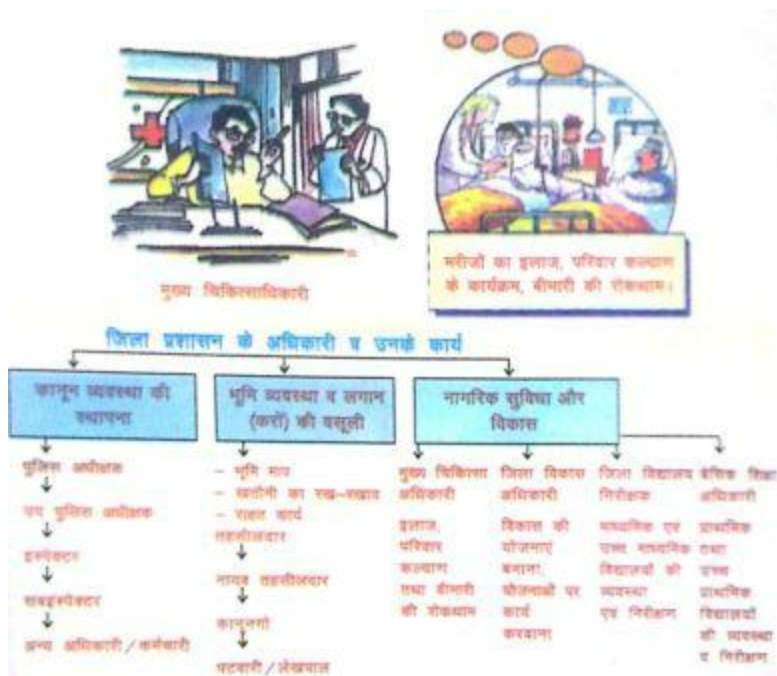 मुख्य चिकित्साधिकारी
मरीजों का इलाज, परिवार कल्याण
के कार्यक्रम, बीमारी की रोकथाम।
जिला प्रशासन के अधिकारी व उनके कार्य
कानून व्यवस्था की
स्थापना
पुलिस अधीक्षक
उप पुलिस अधीक्षक
इंस्पेक्टर
सबइंस्पेक्टर
अन्य अधिकारी/कर्मचारी
भूमि व्यवस्था व लगान
(करों) की वसूली
– भूमि माप
– खतौनी का रख-रखाव
– राहत कार्य
तहसीलदार
नायब तहसीलदार
कानूनगो
पटवारी/लेखपाल
नागरिक सुविधा और
विकास
मुख्य चिकित्सा
अधिकारी
इलाज,
परिवार
कल्याण
तथा बीमारी
की रोकथाम
जिला विकास
अधिकारी
विकास की
योजनाएं
बनाना,
योजनाओं पर
कार्य
करवाना
जिला विद्यालय
निरीक्षक
माध्यमिक एवं
उच्च माध्यमिक
विद्यालयों की
व्यवस्था
एवं निरीक्षण
बेसिक शिक्षा
अधिकारी
प्राथमिक
तथा
उच्च
प्राथमिक
विद्यालयों
की व्यवस्था
व निरीक्षण